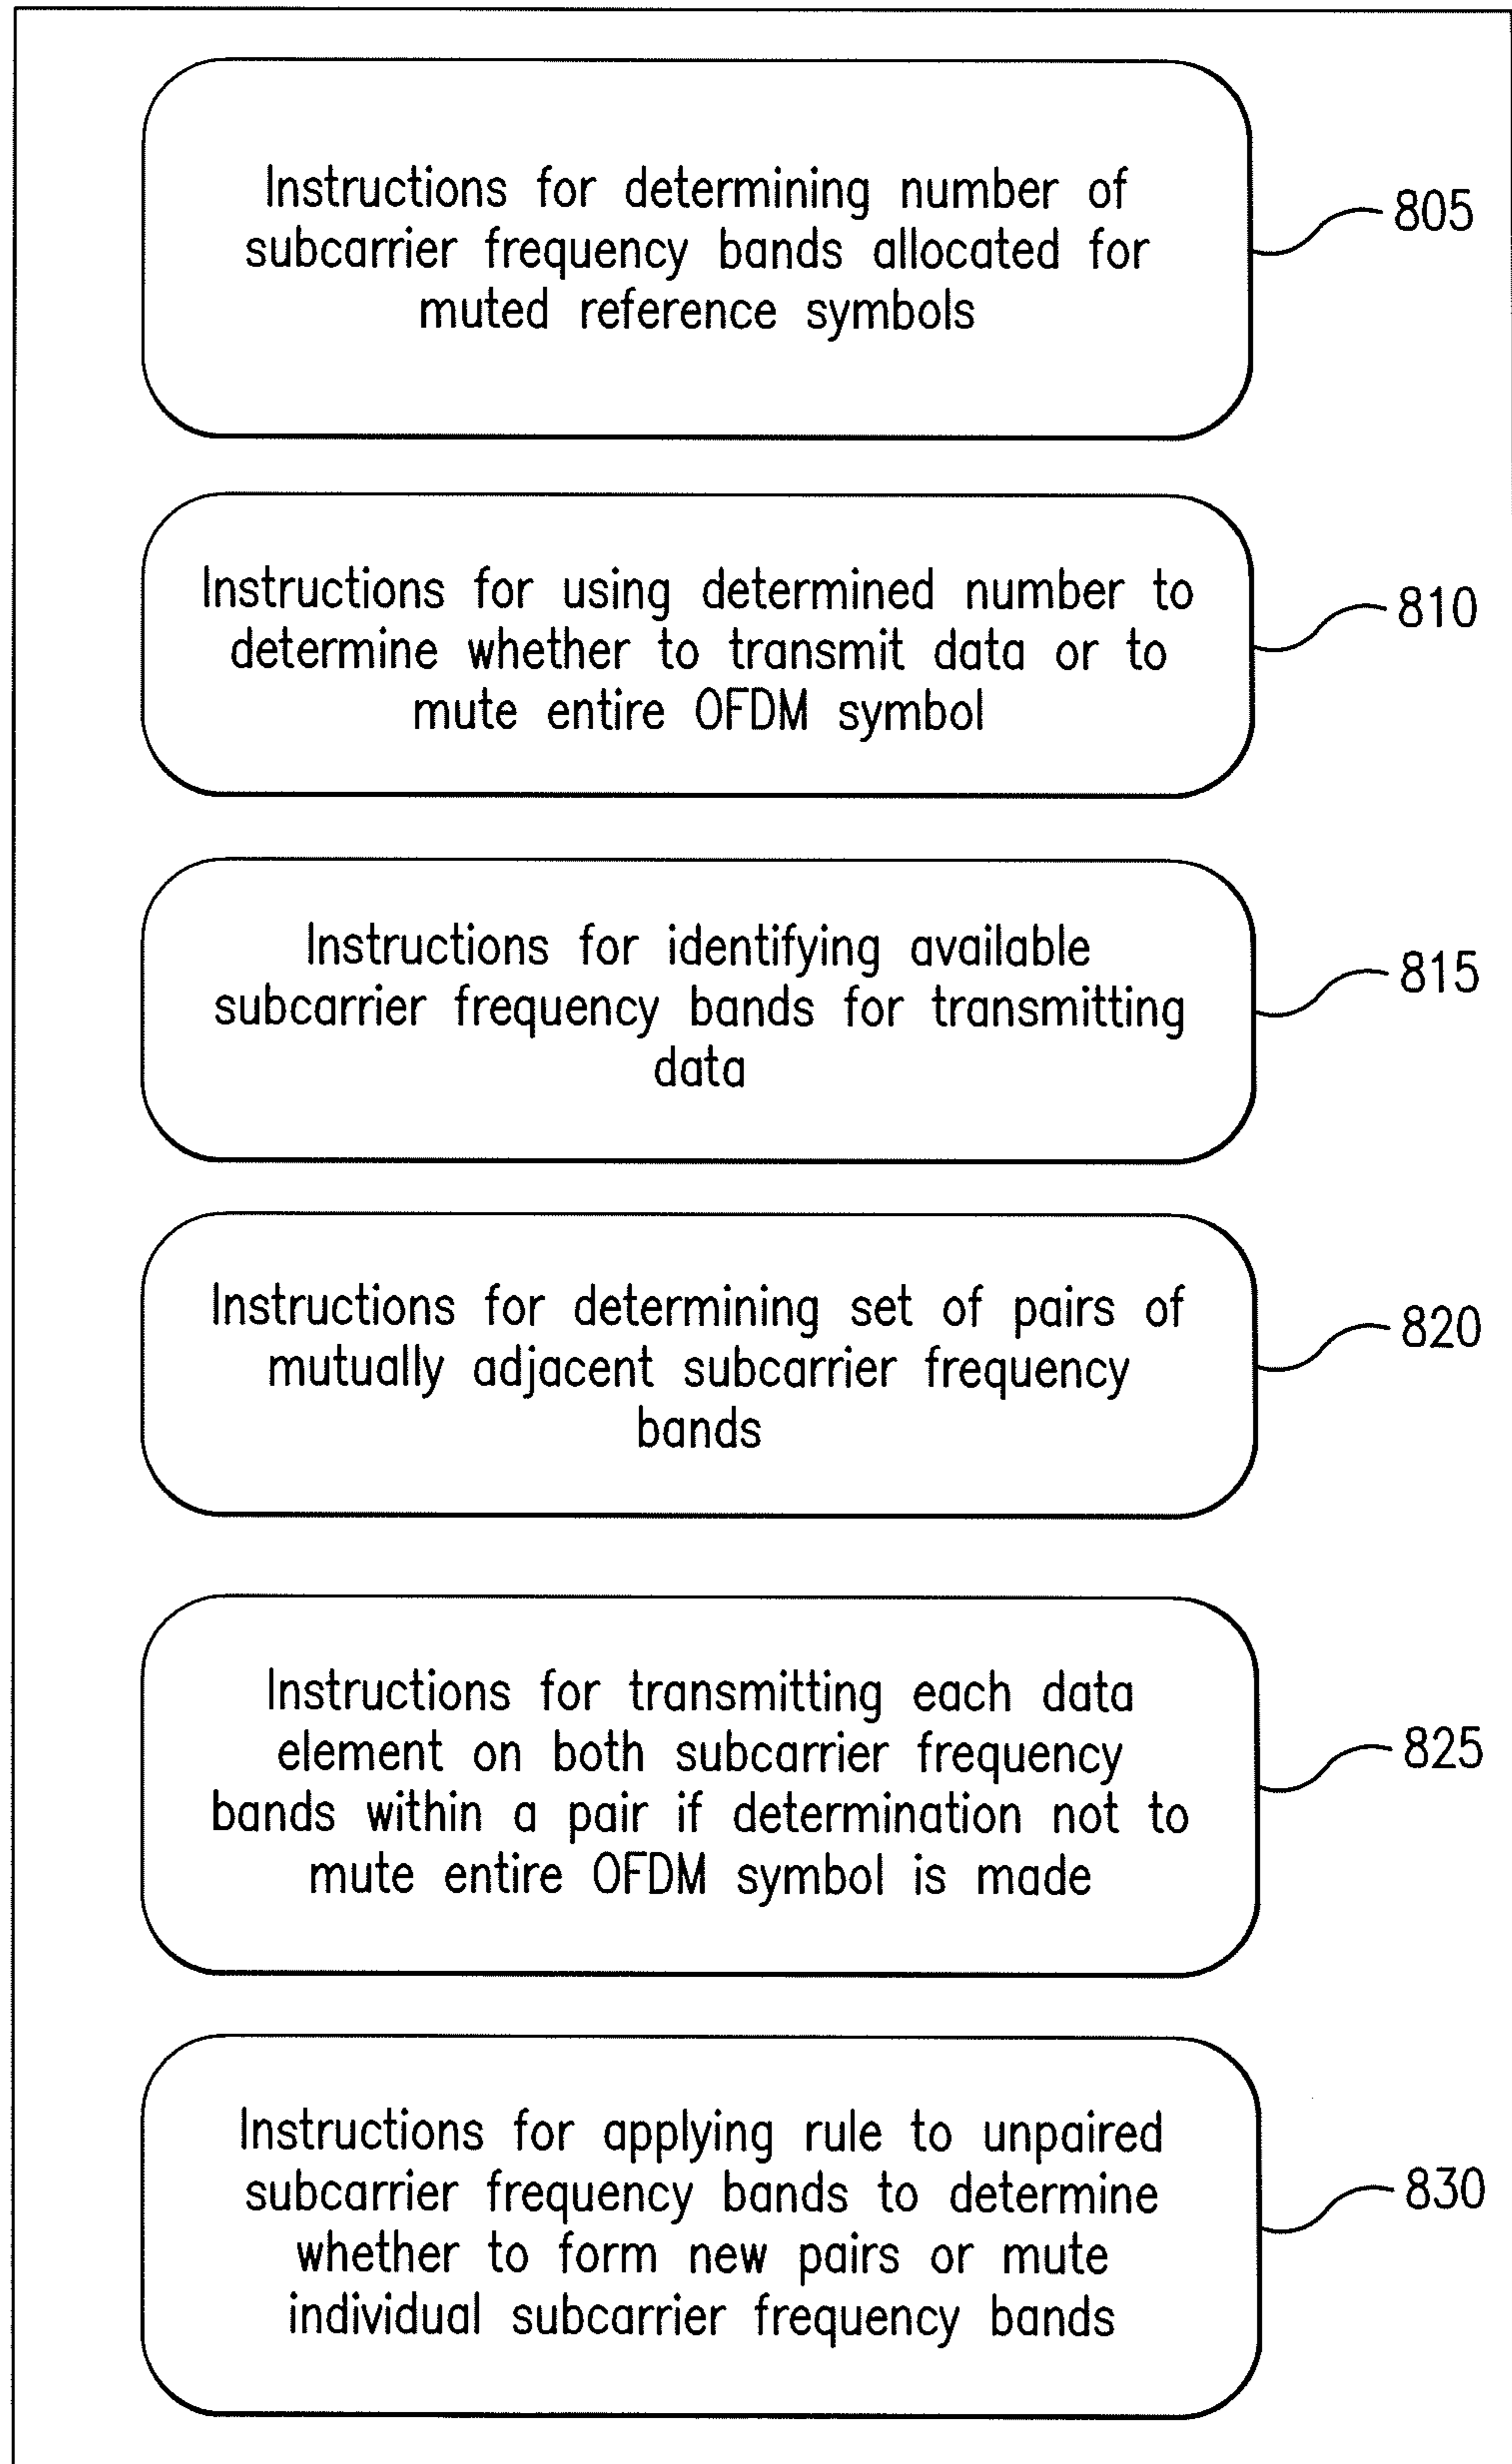 Instructions for determining number of
subcarrier frequency bands allocated for
muted reference symbols
805
Instructions for using determined number to
determine whether to transmit data or to
mute entire OFDM symbol
810
Instructions for identifying available
subcarrier frequency bands for transmitting
data
815
Instructions for determining set of pairs of
mutually adjacent subcarrier frequency
bands
820
Instructions for transmitting each data
element on both subcarrier frequency
bands within a pair if determination not to
mute entire OFDM symbol is made
825
Instructions for applying rule to unpaired
subcarrier frequency bands to determine
whether to form new pairs or mute
individual subcarrier frequency bands
830